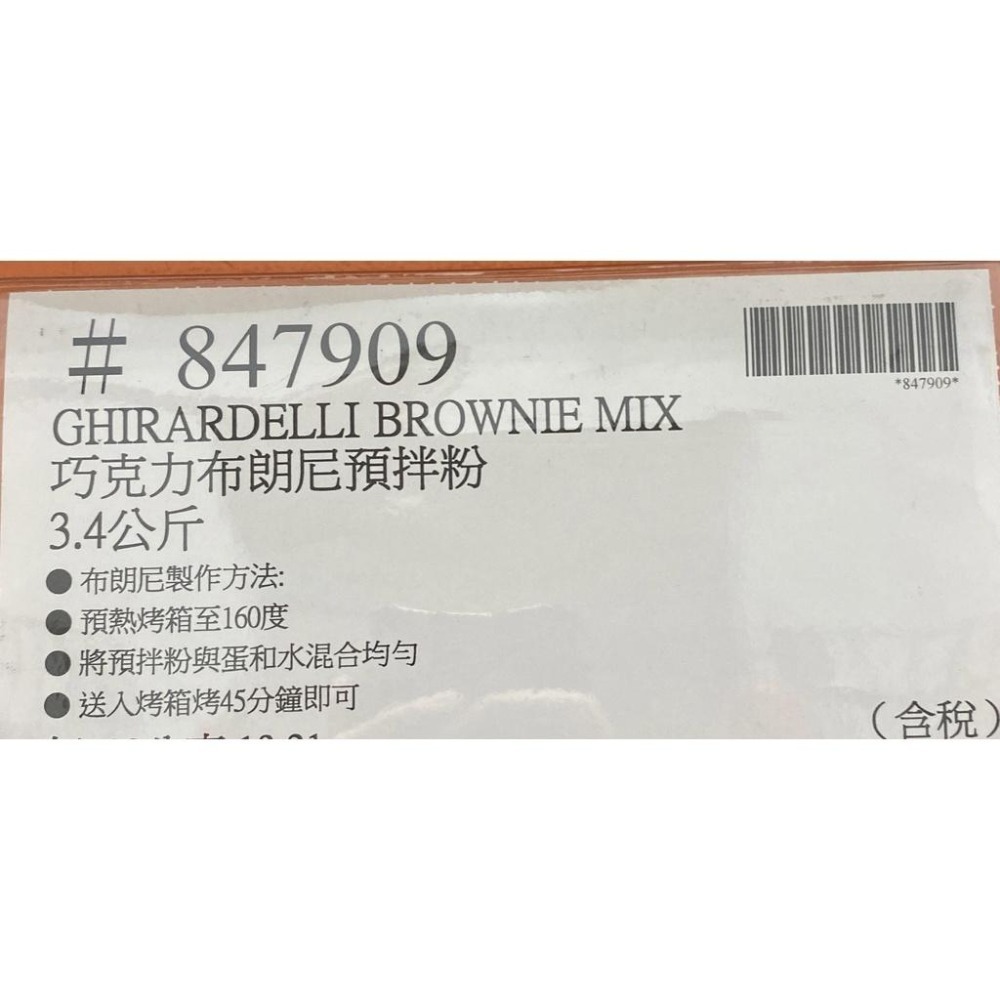 # 847909
*847909*
GHIRARDELLI BROWNIE MIX
巧克力布朗尼預拌粉
3.4公斤
● 布朗尼製作方法:
● 預熱烤箱至160度
● 將預拌粉與蛋和水混合均勻
● 送入烤箱烤45分鐘即可
（含稅）